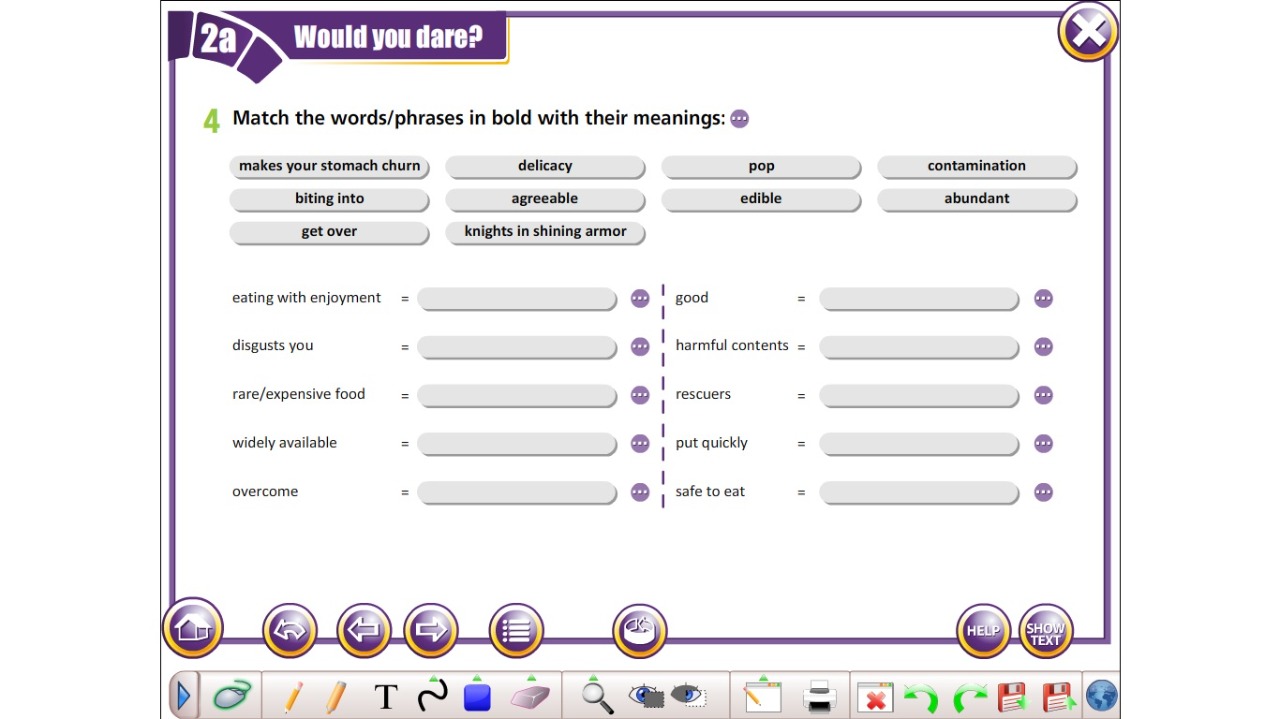 2a Would you dare?
4 Match the words/phrases in bold with their meanings:
makes your stomach churn delicacy pop contamination
biting into agreeable edible abundant
get over knights in shining armor
eating with enjoyment = good =
disgusts you = harmful contents =
rare/expensive food = rescuers =
widely available = put quickly =
overcome = safe to eat =
HELP SHOW
TEXT
T